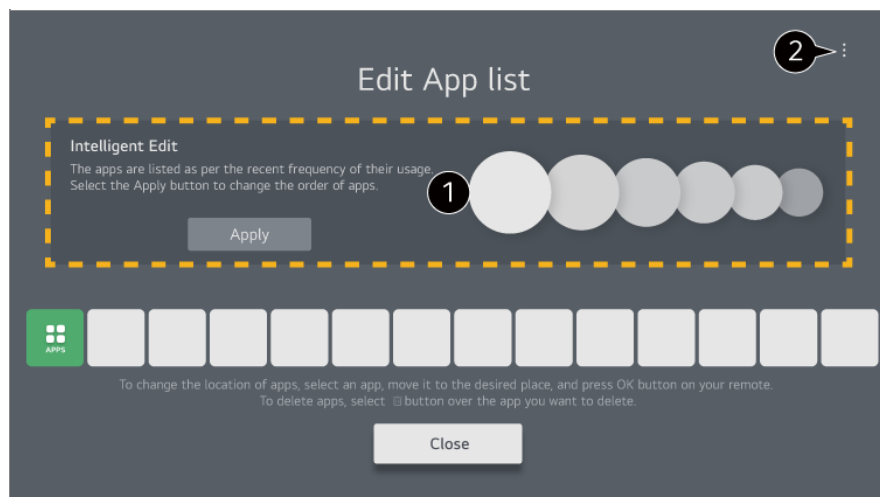 2
Edit App list
Intelligent Edit
The apps are listed as per the recent frequency of their usage.
Select the Apply button to change the order of apps.
1
Apply
APPS
To change the location of apps, select an app, move it to the desired place, and press OK button on your remote.
To delete apps, select button over the app you want to delete.
Close